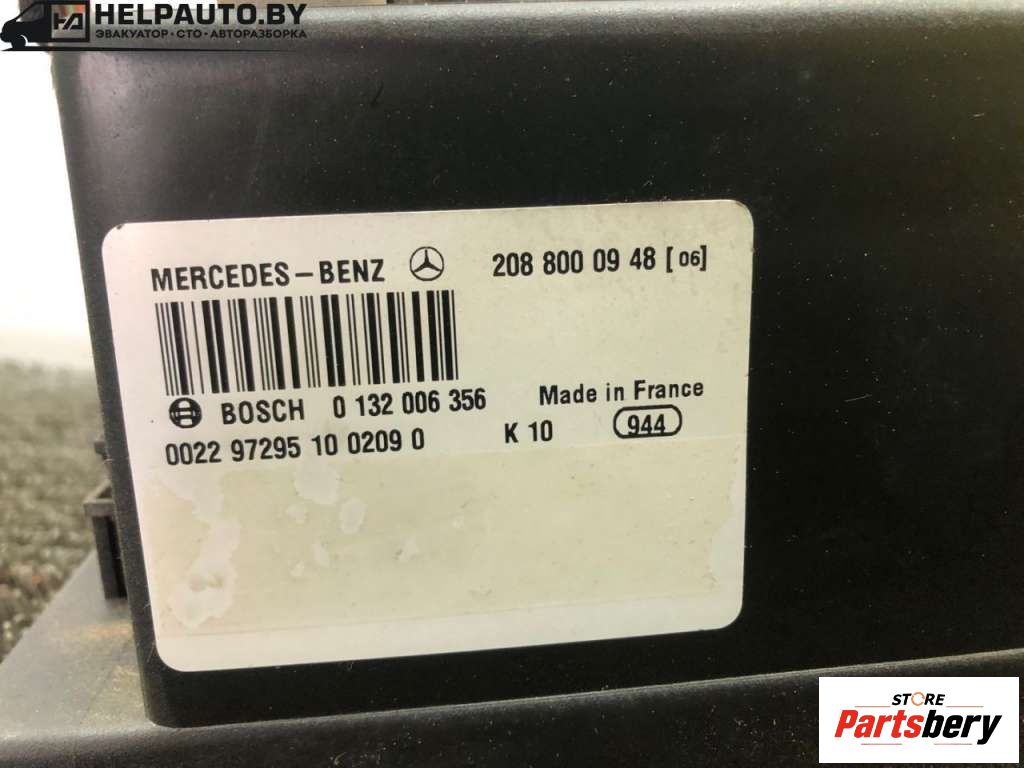 HELPAUTO.BY
ЭВАКУАТОР · СТО · АВТОРАЗБОРКА
MERCEDES-BENZ 208 800 09 48 [06]
BOSCH 0 132 006 356 Made in France
0022 97295 10 0209 0 K 10 944
STORE
Partsbery